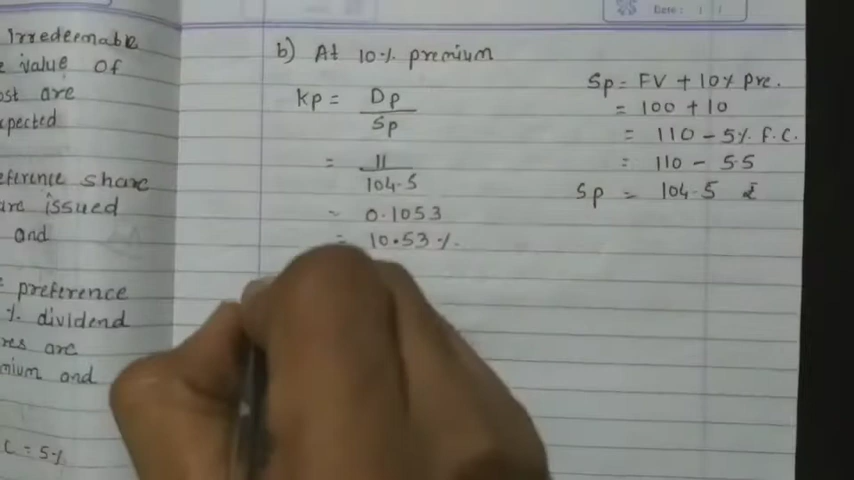 Irredeemable
value of
ost are
xpected
eference share
are issued
and
preference
%. dividend
res are
mium and
C = 5%
b) At 10% premium
Kp = Dp
Sp
= 11
104.5
= 0.1053
= 10.53%.
Date: / /
Sp = FV + 10% pre.
= 100 + 10
= 110 - 5% F.C.
= 110 - 5.5
Sp = 104.5 ₹